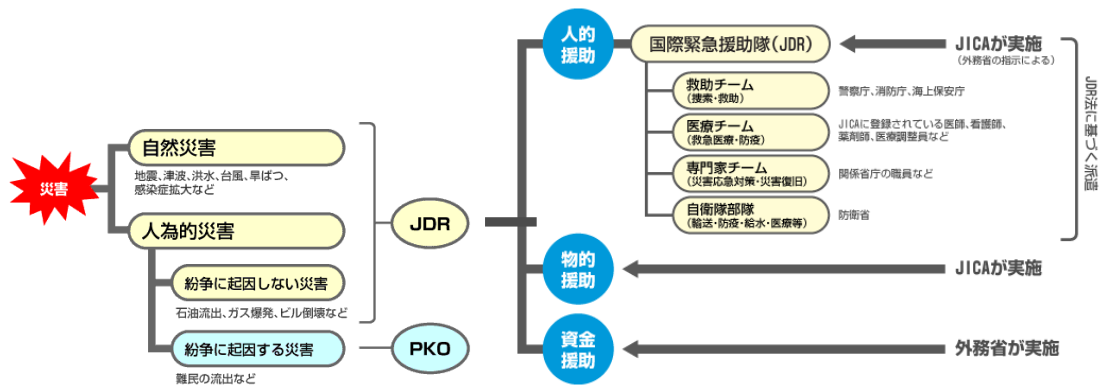 災害
自然災害
地震、津波、洪水、台風、旱ばつ、
感染症拡大など
人為的災害
紛争に起因しない災害
石油流出、ガス爆発、ビル倒壊など
紛争に起因する災害
難民の流出など
JDR
PKO
人的
援助
国際緊急援助隊(JDR)
JICAが実施
(外務省の指示による)
救助チーム
(捜索・救助)
警察庁、消防庁、海上保安庁
医療チーム
(救急医療・防疫)
JICAに登録されている医師、看護師、
薬剤師、医療調整員など
専門家チーム
(災害応急対策・災害復旧)
関係省庁の職員など
自衛隊部隊
(輸送・防疫・給水・医療等)
防衛省
JDR法に基づく派遣
物的
援助
JICAが実施
資金
援助
外務省が実施